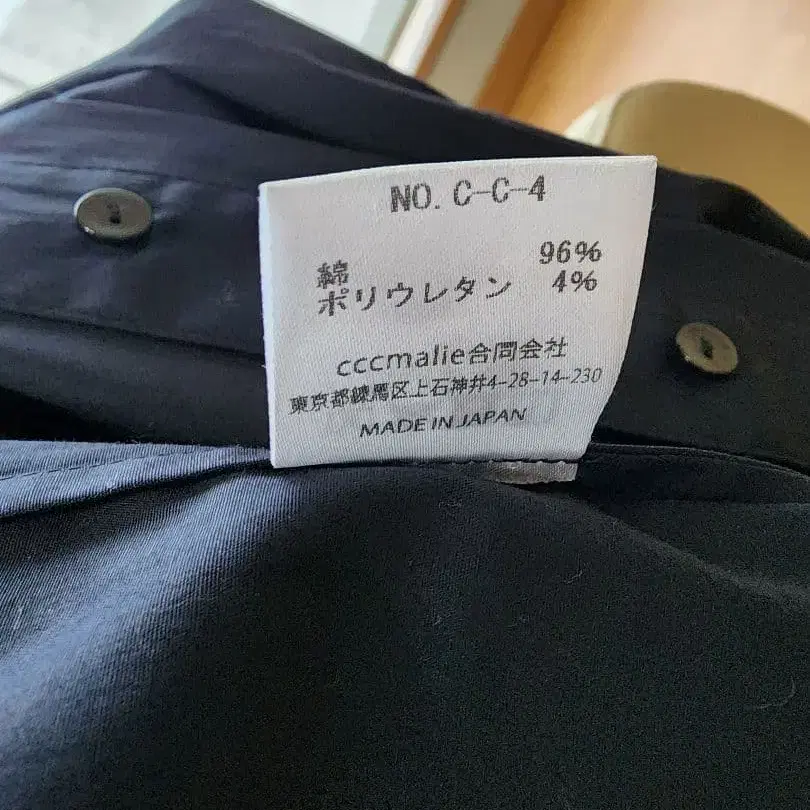 NO. C-C-4
綿 96%
ポリウレタン 4%
cccmalie合同会社
東京都練馬区上石神井4-28-14-230
MADE IN JAPAN